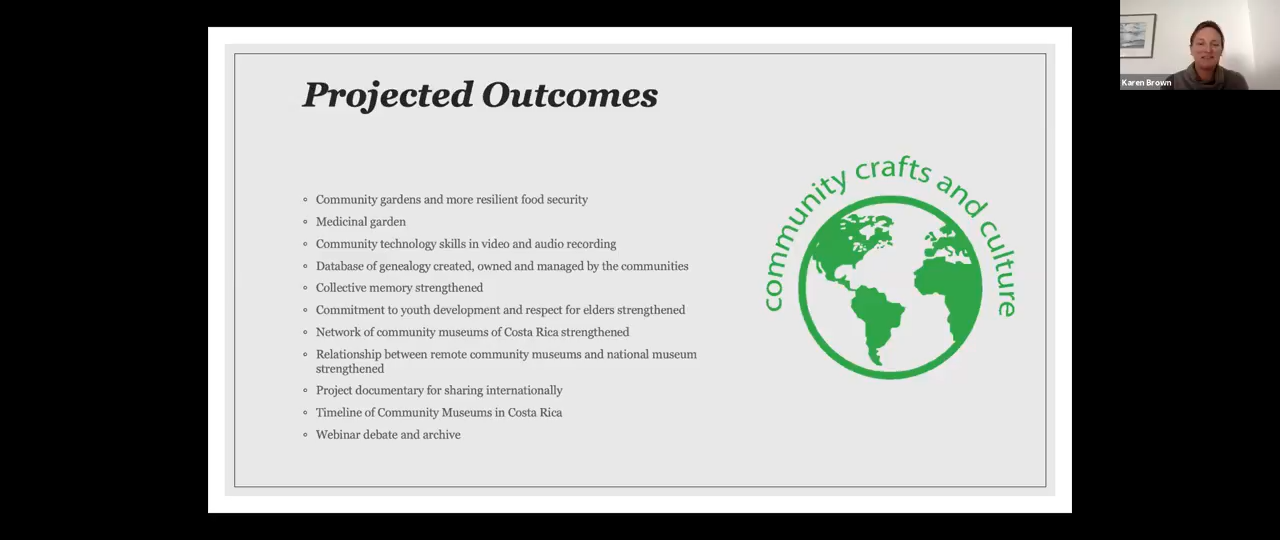 Projected Outcomes
Community gardens and more resilient food security
Medicinal garden
Community technology skills in video and audio recording
Database of genealogy created, owned and managed by the communities
Collective memory strengthened
Commitment to youth development and respect for elders strengthened
Network of community museums of Costa Rica strengthened
Relationship between remote community museums and national museum
strengthened
Project documentary for sharing internationally
Timeline of Community Museums in Costa Rica
Webinar debate and archive
community crafts and culture
Karen Brown